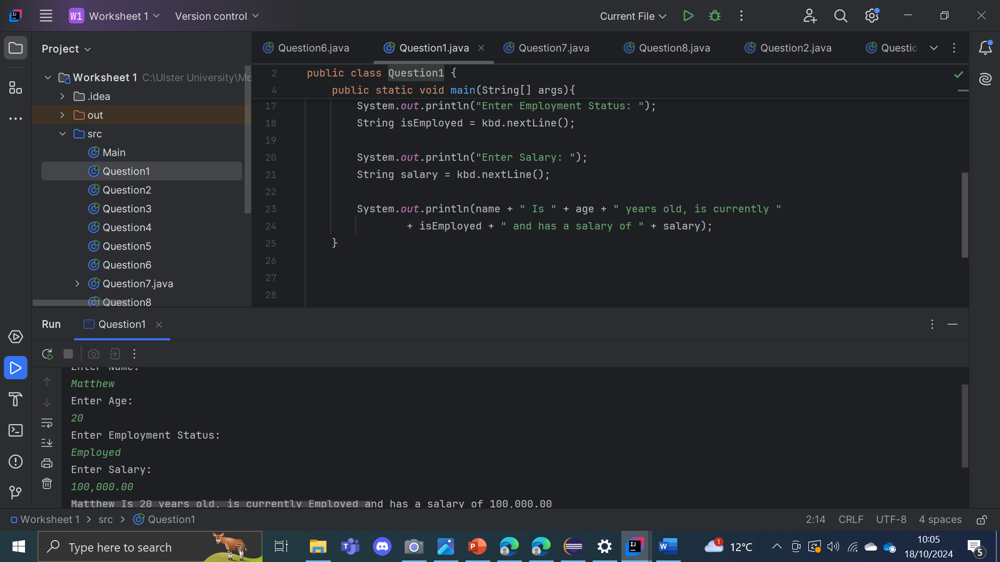 W1 Worksheet 1 Version control Current File
Project
Question6.java Question1.java Question7.java Question8.java Question2.java Questio
Worksheet 1 C:\Ulster University\Mo
.idea
out
src
Main
Question1
Question2
Question3
Question4
Question5
Question6
Question7.java
Question8
2 public class Question1 {
4 public static void main(String[] args){
17 System.out.println("Enter Employment Status: ");
18 String isEmployed = kbd.nextLine();
19
20 System.out.println("Enter Salary: ");
21 String salary = kbd.nextLine();
22
23 System.out.println(name + " Is " + age + " years old, is currently "
24 + isEmployed + " and has a salary of " + salary);
25 }
26
27
28
Run Question1
Enter Name:
Matthew
Enter Age:
20
Enter Employment Status:
Employed
Enter Salary:
100,000.00
Matthew Is 20 years old, is currently Employed and has a salary of 100,000.00
Worksheet 1 > src > Question1 2:14 CRLF UTF-8 4 spaces
Type here to search 1 12°C 10:05
18/10/2024 5